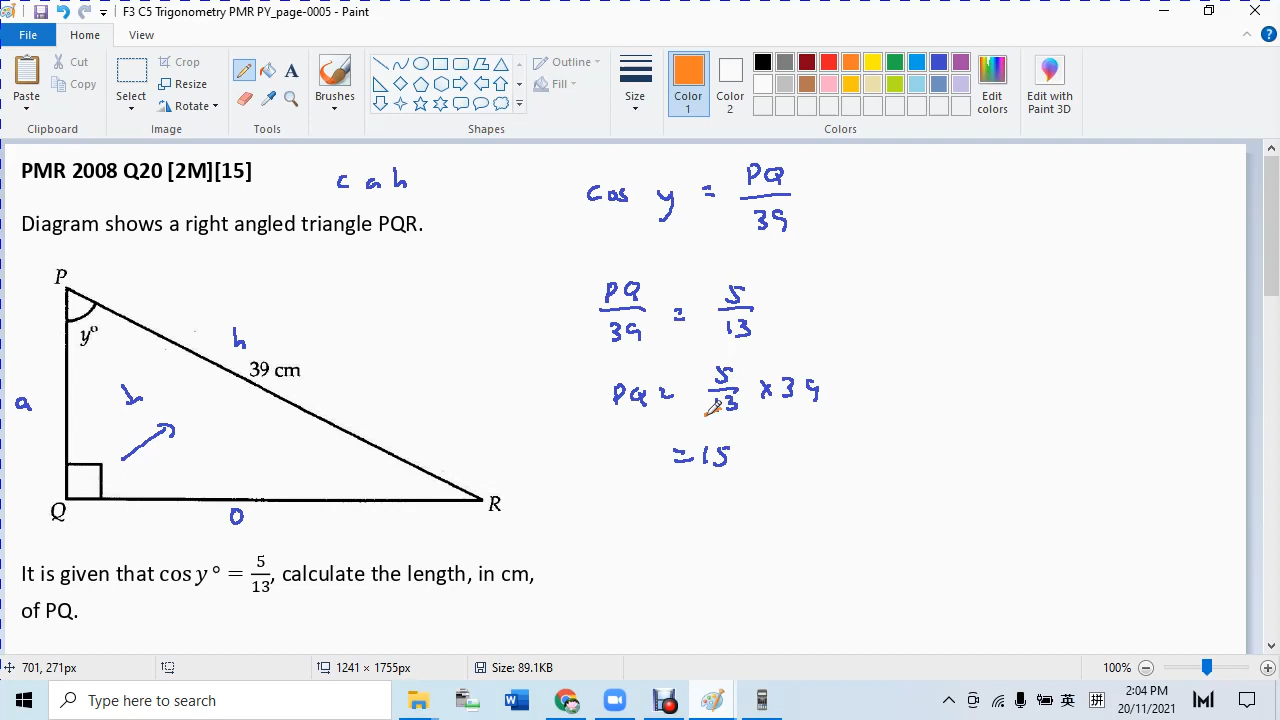 F3 C5 Trigonometry PMR PY_page-0005 - Paint
File Home View
Paste Cut Copy Clipboard
Select Crop Resize Rotate Image
Tools
Brushes
Shapes Outline Fill
Size
Color 1 Color 2 Edit colors Colors
Edit with Paint 3D
PMR 2008 Q20 [2M][15]
c a h
Diagram shows a right angled triangle PQR.
P
y°
h
39 cm
a
Q
o
R
It is given that cos y° = 5/13, calculate the length, in cm,
of PQ.
cos y = PQ/39
PQ/39 = 5/13
PQ = 5/13 × 39
= 15
701, 271px 1241 × 1755px Size: 89.1KB 100%
Type here to search 英 拼 2:04 PM
20/11/2021